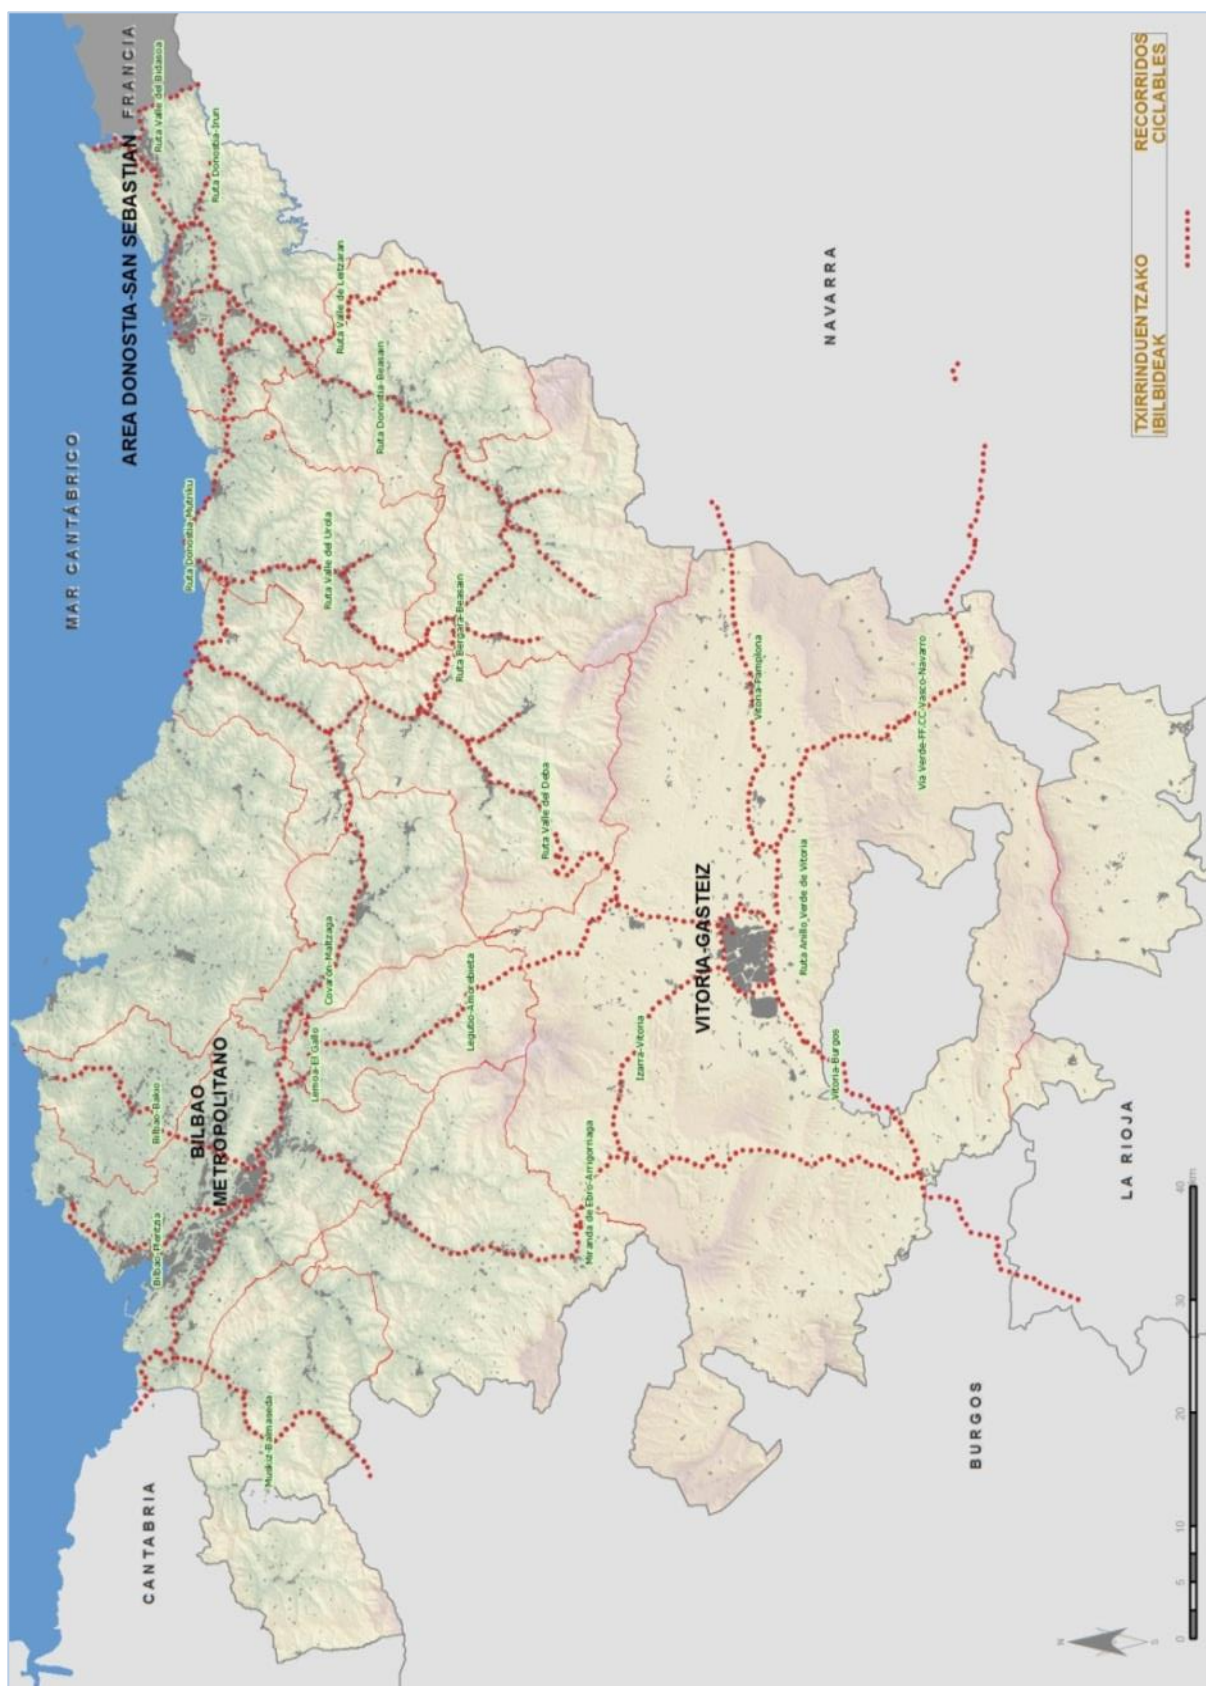 MAR CANTÁBRICO
FRANCIA
AREA DONOSTIA-SAN SEBASTIAN
Ruta Valle del Bidasoa
Ruta Donostia-Irun
CANTABRIA
Bilbao-Plentzia
Bilbao-Bakio
BILBAO
METROPOLITANO
Ruta Donostia-Mutriku
Muskiz-Balmaseda
Lemoa-El Gallo
Covarón-Maltzaga
Ruta Valle del Urola
Ruta Valle de Leitzaran
Ruta Donostia-Beasain
Legutio-Amorebieta
Ruta Bergara-Beasain
Ruta Valle del Deba
Miranda de Ebro-Arrigorriaga
Izarra-Vitoria
VITORIA-GASTEIZ
Vitoria-Pamplona
Ruta Anillo Verde de Vitoria
NAVARRA
Vitoria-Burgos
Via Verde-FF.CC-Vasco-Navarro
BURGOS
LA RIOJA
TXIRRINDUENTZAKO
IBILBIDEAK
RECORRIDOS
CICLABLES
N
S
0 5 10 20 30 40
km